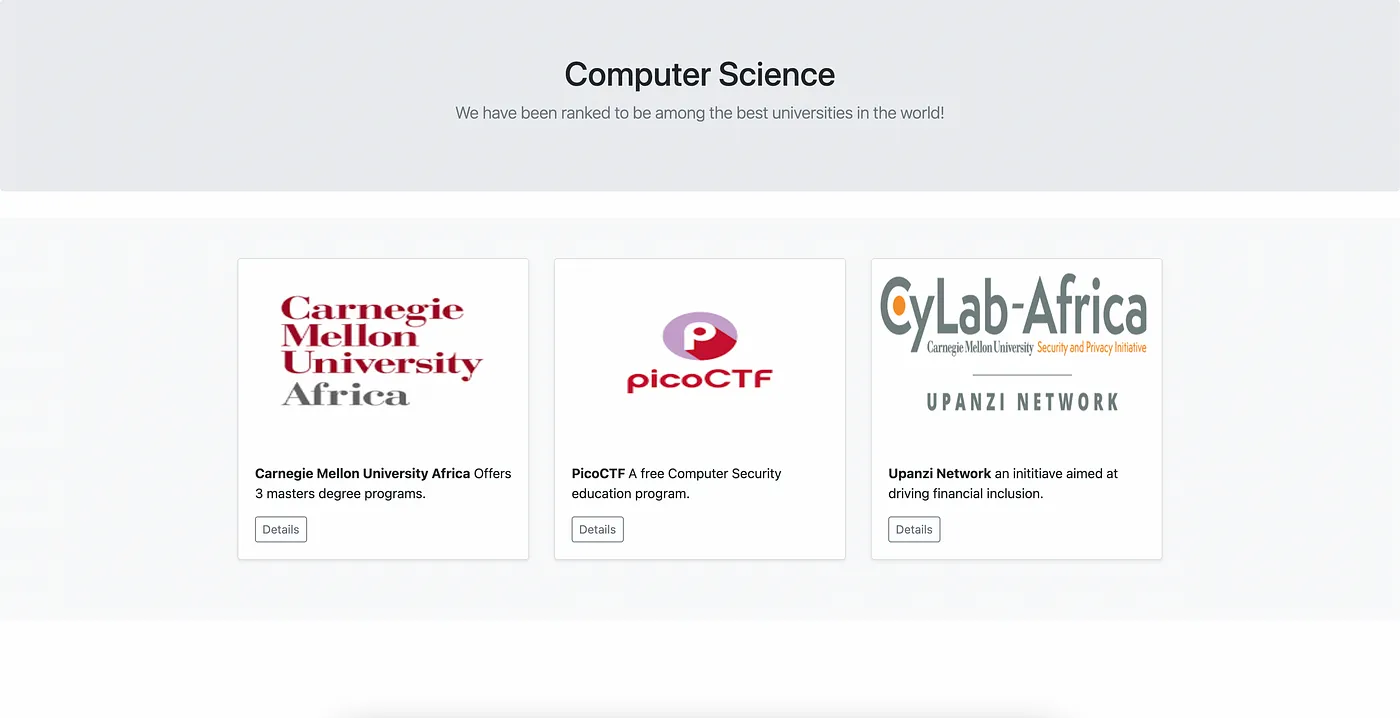 Computer Science
We have been ranked to be among the best universities in the world!
Carnegie
Mellon
University
Africa
Carnegie Mellon University Africa Offers
3 masters degree programs.
Details
P
picoCTF
PicoCTF A free Computer Security
education program.
Details
CyLab-Africa
Carnegie Mellon University Security and Privacy Initiative
UPANZI NETWORK
Upanzi Network an inititiave aimed at
driving financial inclusion.
Details